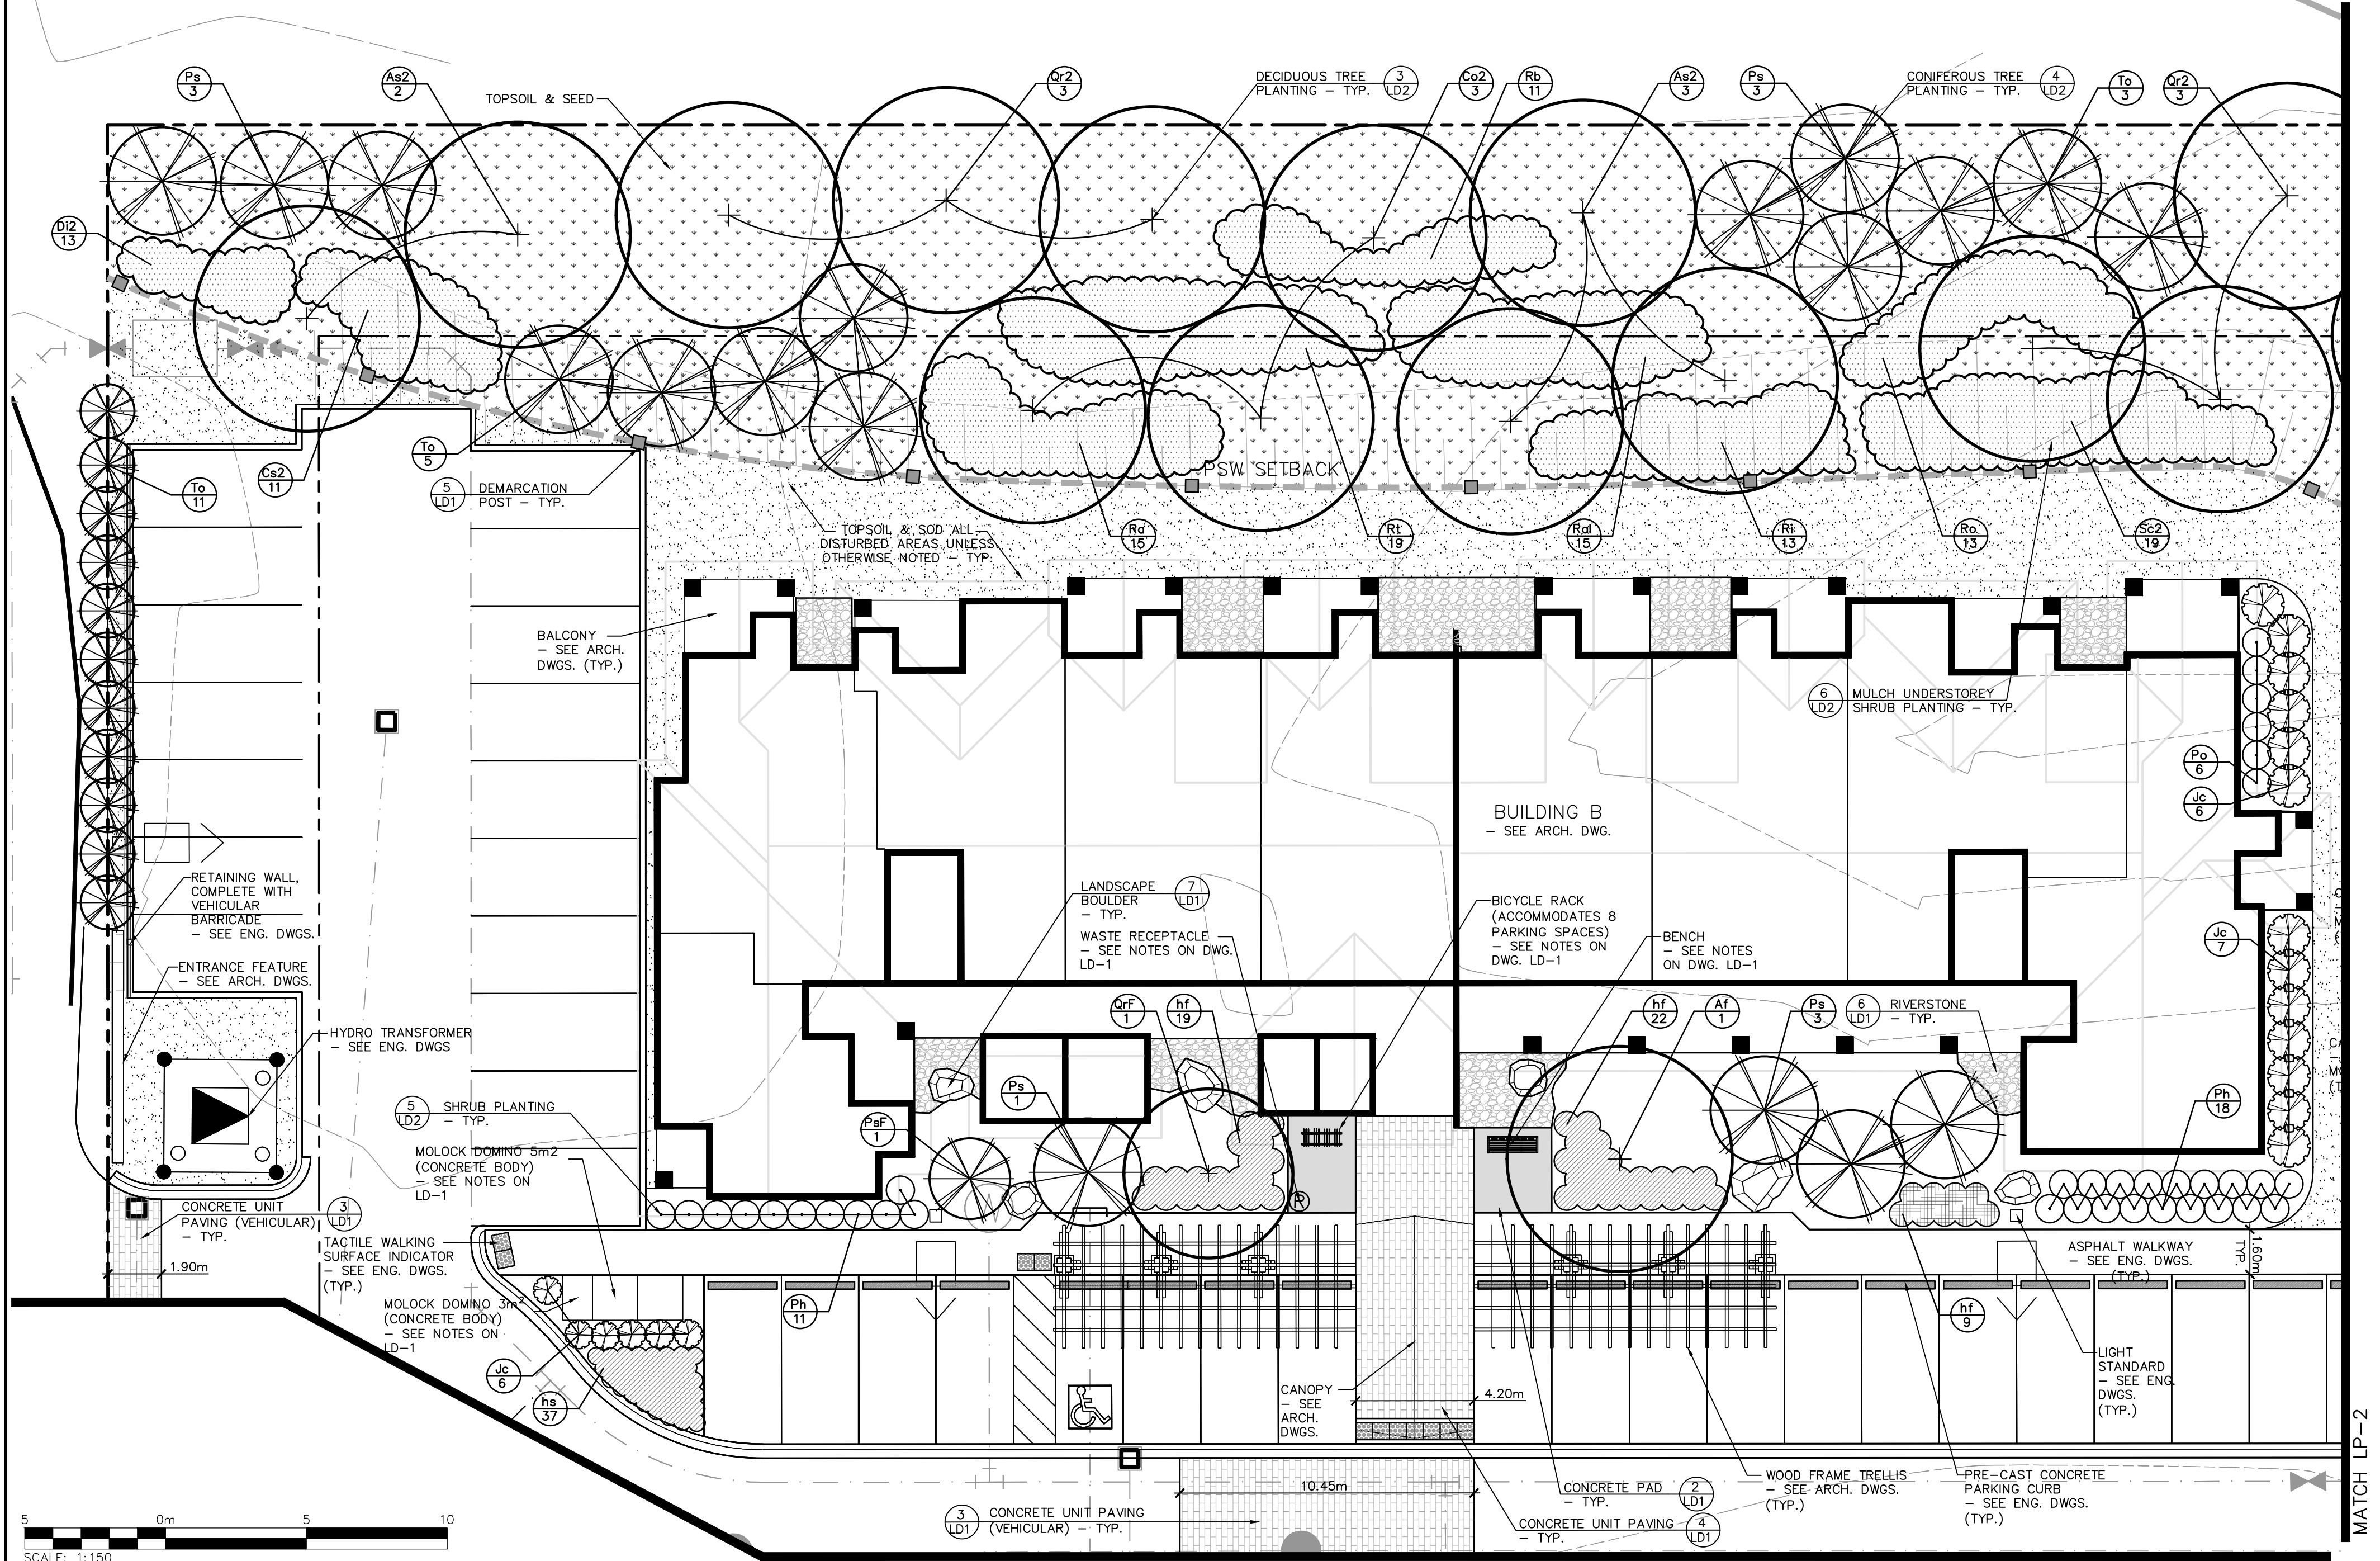 Ps
3
As2
2
TOPSOIL & SEED
Qr2
3
DECIDUOUS TREE
PLANTING - TYP.
3
LD2
Co2
3
Rb
11
As2
3
Ps
3
CONIFEROUS TREE
PLANTING - TYP.
4
LD2
To
3
Qr2
3
Di2
13
To
5
Cs2
11
To
11
5
LD1
DEMARCATION
POST - TYP.
PSW SETBACK
TOPSOIL & SOD ALL
DISTURBED AREAS UNLESS
OTHERWISE NOTED - TYP.
Ra
15
Rt
19
Ral
15
Ri
13
Ro
13
Sc2
19
BALCONY
- SEE ARCH.
DWGS. (TYP.)
6
LD2
MULCH UNDERSTOREY
SHRUB PLANTING - TYP.
Po
6
Jc
6
BUILDING B
- SEE ARCH. DWG.
RETAINING WALL,
COMPLETE WITH
VEHICULAR
BARRICADE
- SEE ENG. DWGS.
LANDSCAPE
BOULDER
- TYP.
7
LD1
WASTE RECEPTACLE
- SEE NOTES ON DWG.
LD-1
BICYCLE RACK
(ACCOMMODATES 8
PARKING SPACES)
- SEE NOTES ON
DWG. LD-1
BENCH
- SEE NOTES
ON DWG. LD-1
Jc
7
ENTRANCE FEATURE
- SEE ARCH. DWGS.
QrF
1
hf
19
hf
22
Af
1
Ps
3
6
LD1
RIVERSTONE
- TYP.
HYDRO TRANSFORMER
- SEE ENG. DWGS
Ps
1
Ph
18
5
LD2
SHRUB PLANTING
- TYP.
PsF
1
MOLOCK DOMINO 5m2
(CONCRETE BODY)
- SEE NOTES ON
LD-1
R
CONCRETE UNIT
PAVING (VEHICULAR)
- TYP.
3
LD1
TACTILE WALKING
SURFACE INDICATOR
- SEE ENG. DWGS.
(TYP.)
1.90m
ASPHALT WALKWAY
- SEE ENG. DWGS.
(TYP.)
1.60m
TYP.
MOLOCK DOMINO 3m²
(CONCRETE BODY)
- SEE NOTES ON
LD-1
Ph
11
hf
9
Jc
6
hs
37
CANOPY
- SEE
ARCH.
DWGS.
4.20m
LIGHT
STANDARD
- SEE ENG.
DWGS.
(TYP.)
10.45m
3
LD1
CONCRETE UNIT PAVING
(VEHICULAR) - TYP.
CONCRETE PAD
- TYP.
2
LD1
CONCRETE UNIT PAVING
- TYP.
4
LD1
WOOD FRAME TRELLIS
- SEE ARCH. DWGS.
(TYP.)
PRE-CAST CONCRETE
PARKING CURB
- SEE ENG. DWGS.
(TYP.)
MATCH LP-2
5 0m 5 10
SCALE: 1:150